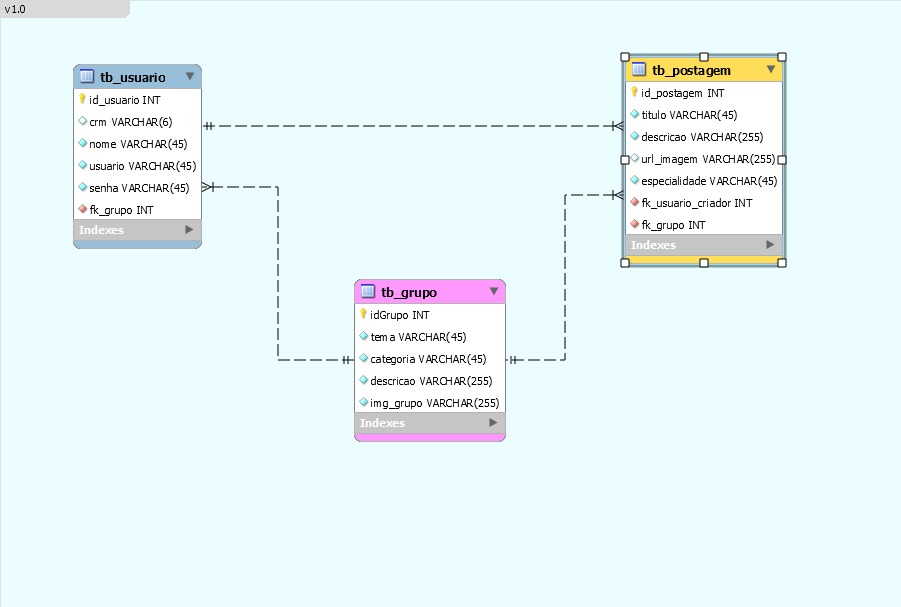 v1.0
tb_usuario
id_usuario INT
crm VARCHAR(6)
nome VARCHAR(45)
usuario VARCHAR(45)
senha VARCHAR(45)
fk_grupo INT
Indexes
tb_postagem
id_postagem INT
titulo VARCHAR(45)
descricao VARCHAR(255)
url_imagem VARCHAR(255)
especialidade VARCHAR(45)
fk_usuario_criador INT
fk_grupo INT
Indexes
tb_grupo
idGrupo INT
tema VARCHAR(45)
categoria VARCHAR(45)
descricao VARCHAR(255)
img_grupo VARCHAR(255)
Indexes